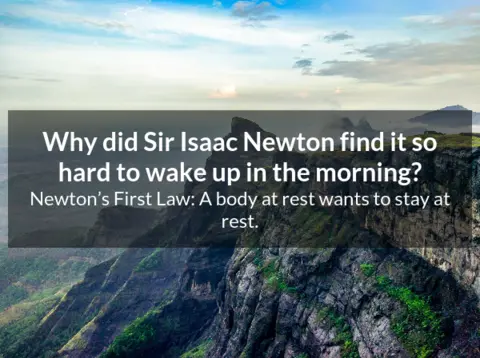 Why did Sir Isaac Newton find it so
hard to wake up in the morning?
Newton’s First Law: A body at rest wants to stay at
rest.